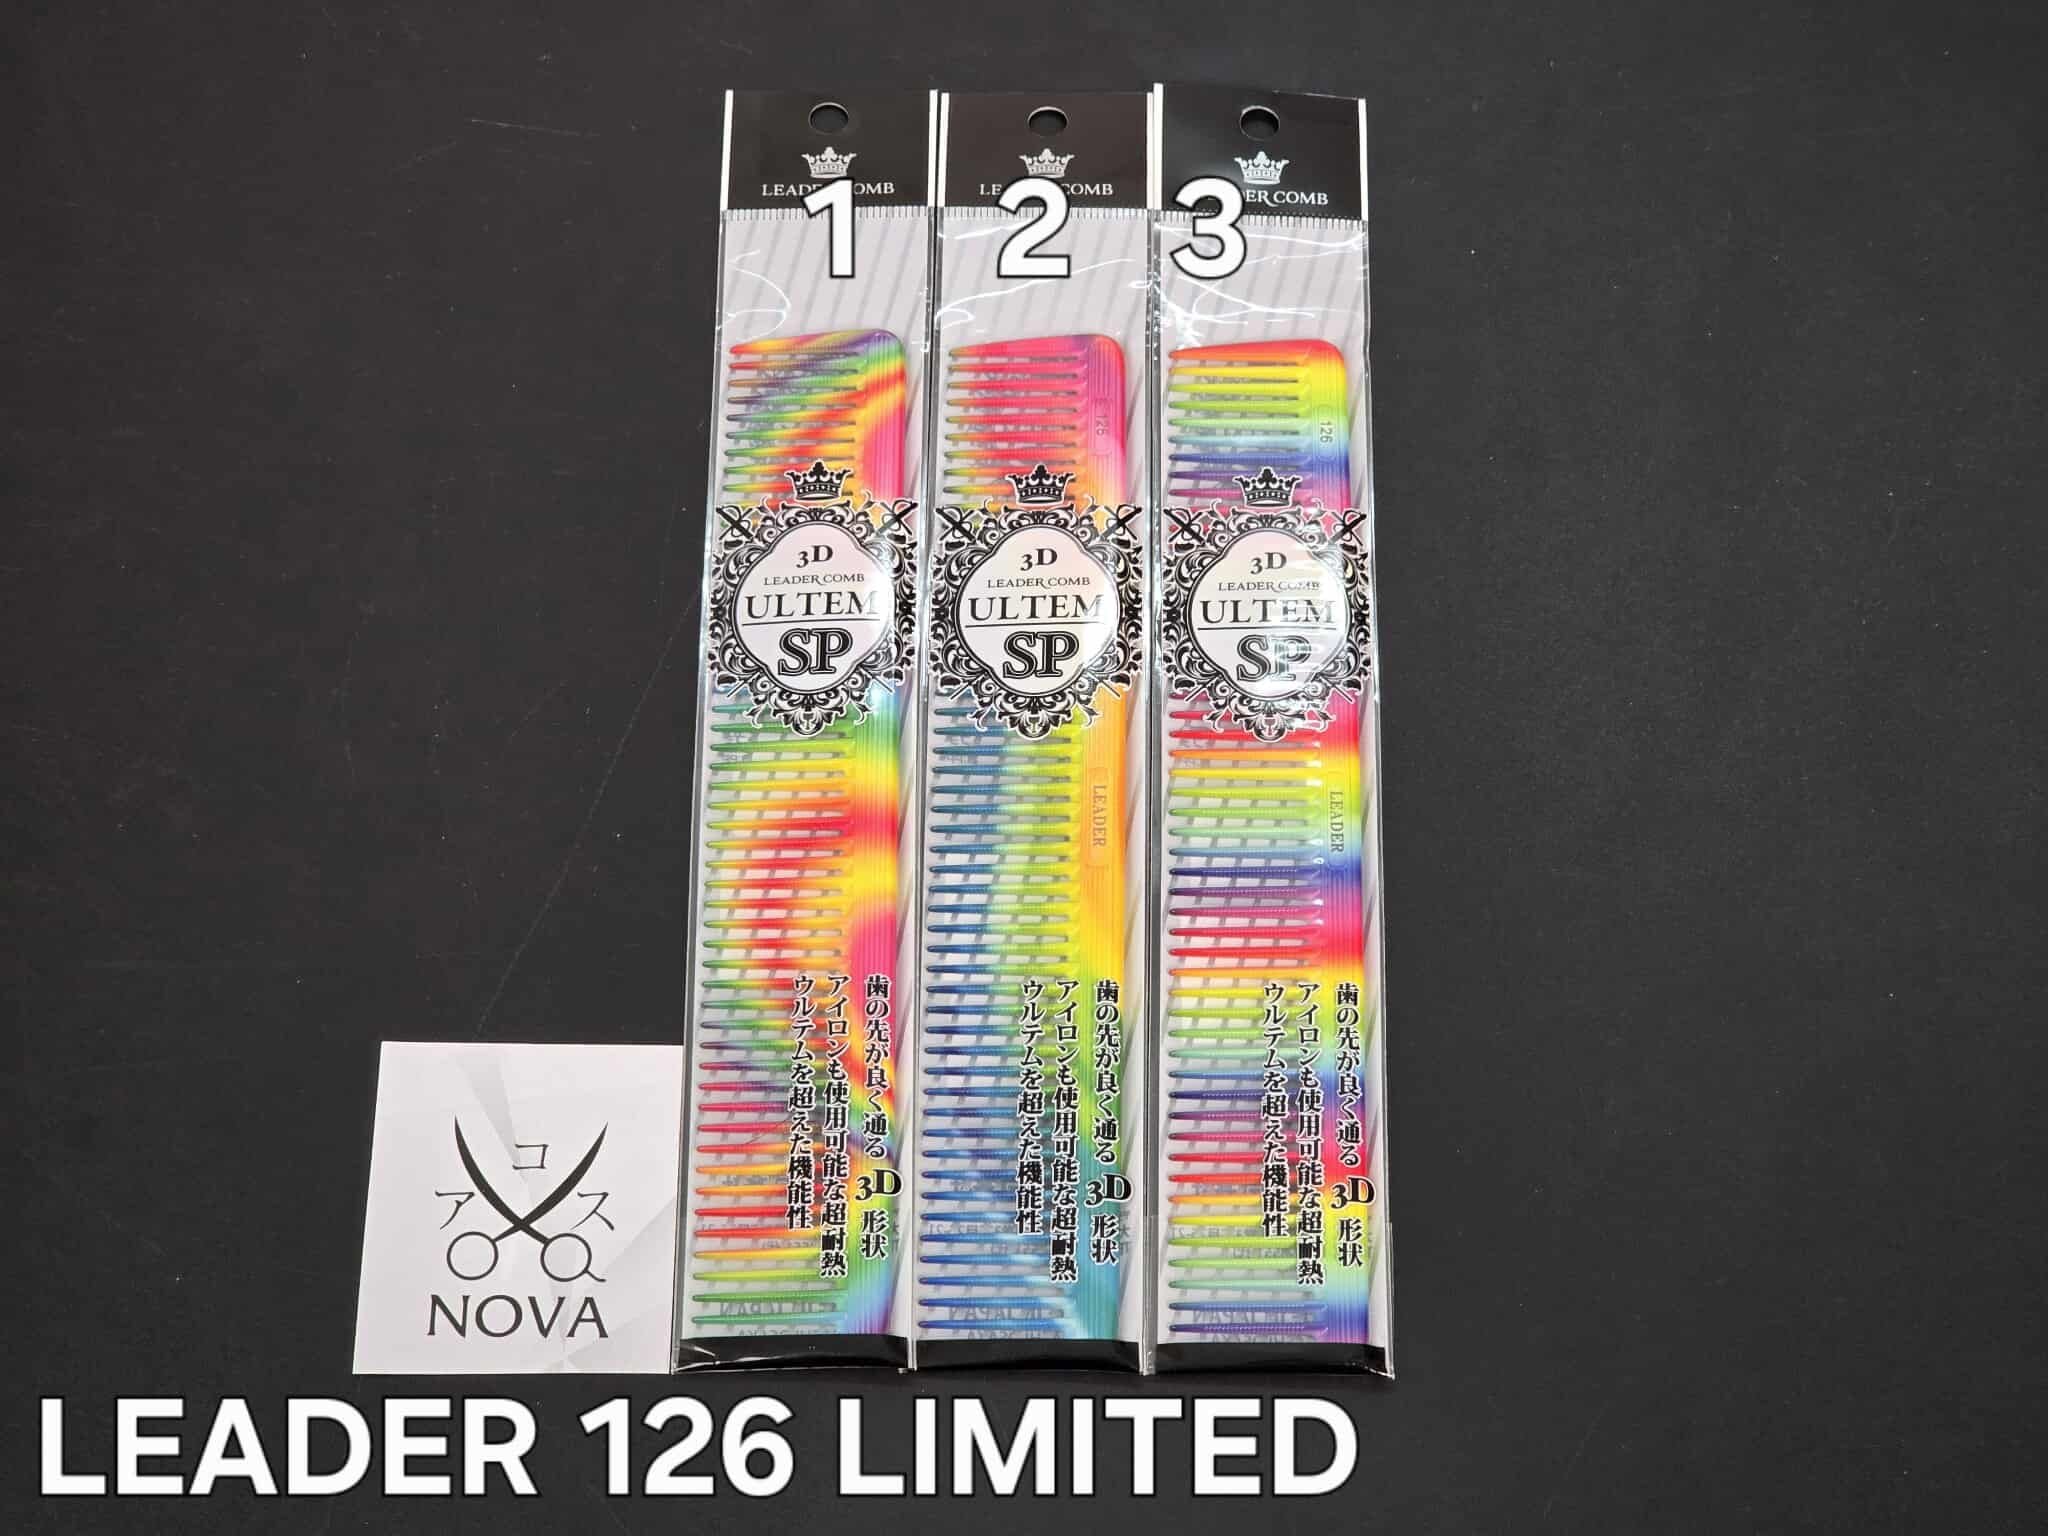 LEADER COMB
LEADER COMB
DER COMB
1
2
3
126
126
3D
LEADER COMB
ULTEM
SP
3D
LEADER COMB
ULTEM
SP
3D
LEADER COMB
ULTEM
SP
LEADER
LEADER
歯の先が良く通る3D形状
アイロンも使用可能な超耐熱
ウルテムを超えた機能性
歯の先が良く通る3D形状
アイロンも使用可能な超耐熱
ウルテムを超えた機能性
歯の先が良く通る3D形状
アイロンも使用可能な超耐熱
ウルテムを超えた機能性
アコス
NOVA
LEADER 126 LIMITED